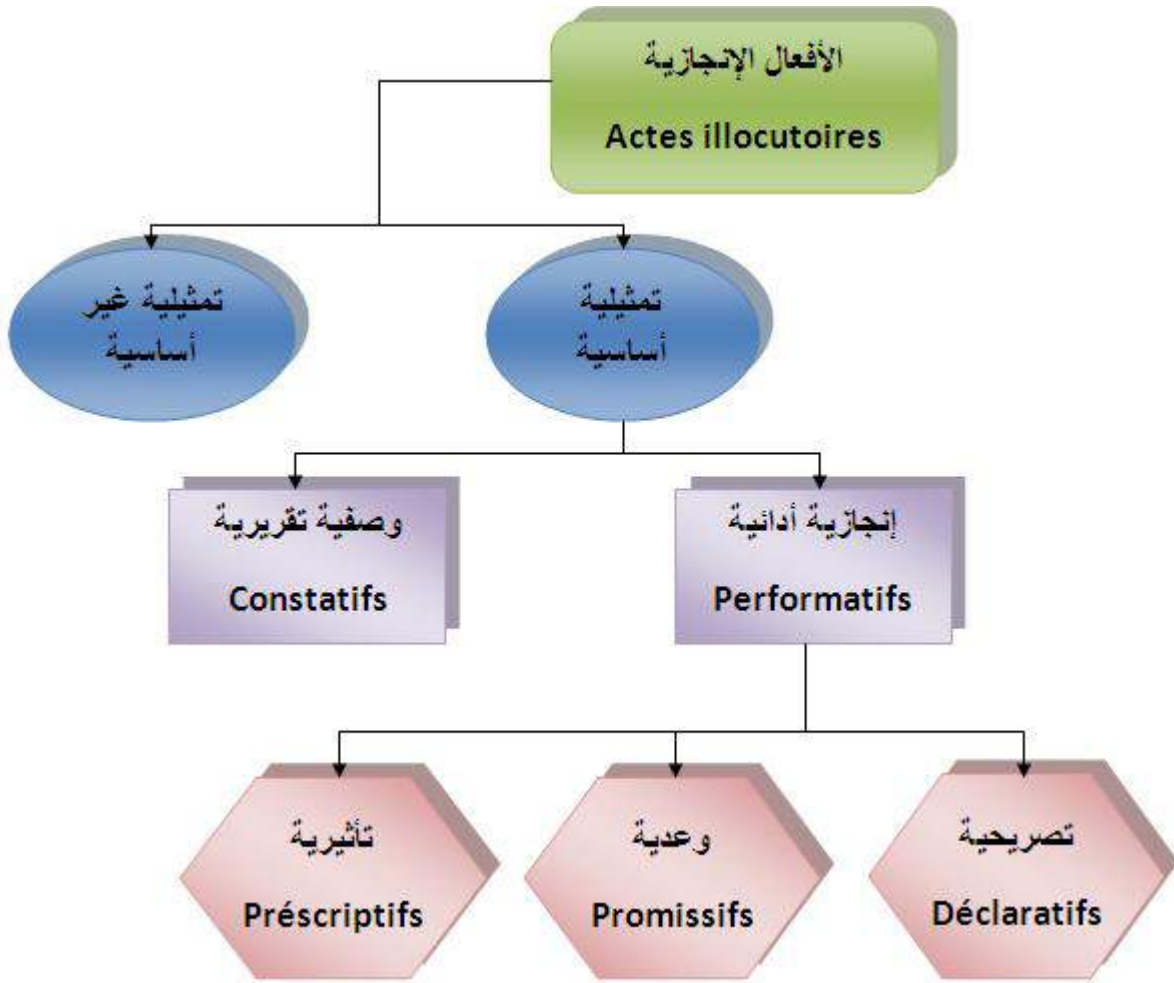 الأفعال الإنجازية
Actes illocutoires
تمثيلية
أساسية
تمثيلية غير
أساسية
إنجازية أدائية
Performatifs
وصفية تقريرية
Constatifs
تصريحية
Déclaratifs
وعدية
Promissifs
تأثيرية
Préscriptifs